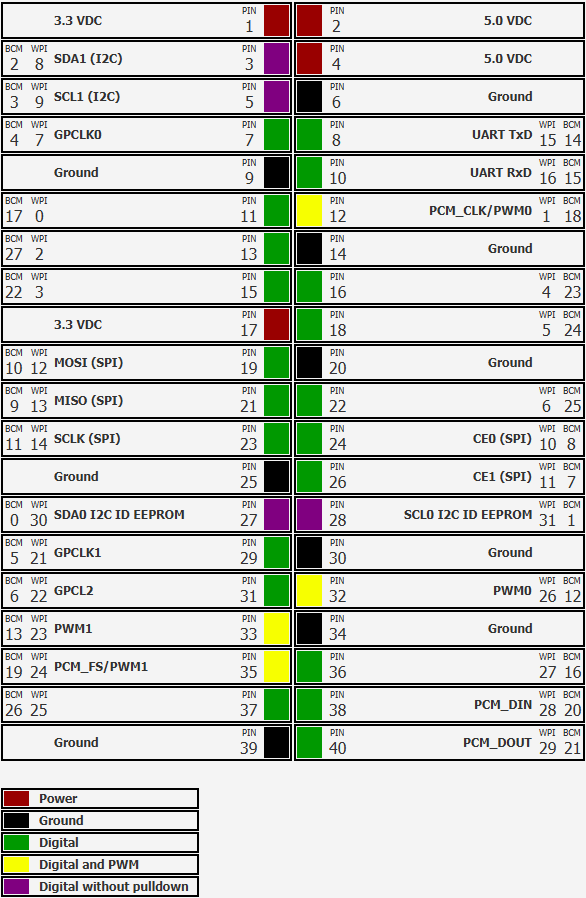 3.3 VDC PIN 1 PIN 2 5.0 VDC
BCM 2 WPI 8 SDA1 (I2C) PIN 3 PIN 4 5.0 VDC
BCM 3 WPI 9 SCL1 (I2C) PIN 5 PIN 6 Ground
BCM 4 WPI 7 GPCLK0 PIN 7 PIN 8 UART TxD WPI 15 BCM 14
Ground PIN 9 PIN 10 UART RxD WPI 16 BCM 15
BCM 17 WPI 0 PIN 11 PIN 12 PCM_CLK/PWM0 WPI 1 BCM 18
BCM 27 WPI 2 PIN 13 PIN 14 Ground
BCM 22 WPI 3 PIN 15 PIN 16 WPI 4 BCM 23
3.3 VDC PIN 17 PIN 18 WPI 5 BCM 24
BCM 10 WPI 12 MOSI (SPI) PIN 19 PIN 20 Ground
BCM 9 WPI 13 MISO (SPI) PIN 21 PIN 22 WPI 6 BCM 25
BCM 11 WPI 14 SCLK (SPI) PIN 23 PIN 24 CE0 (SPI) WPI 10 BCM 8
Ground PIN 25 PIN 26 CE1 (SPI) WPI 11 BCM 7
BCM 0 WPI 30 SDA0 I2C ID EEPROM PIN 27 PIN 28 SCL0 I2C ID EEPROM WPI 31 BCM 1
BCM 5 WPI 21 GPCLK1 PIN 29 PIN 30 Ground
BCM 6 WPI 22 GPCL2 PIN 31 PIN 32 PWM0 WPI 26 BCM 12
BCM 13 WPI 23 PWM1 PIN 33 PIN 34 Ground
BCM 19 WPI 24 PCM_FS/PWM1 PIN 35 PIN 36 WPI 27 BCM 16
BCM 26 WPI 25 PIN 37 PIN 38 PCM_DIN WPI 28 BCM 20
Ground PIN 39 PIN 40 PCM_DOUT WPI 29 BCM 21
Power
Ground
Digital
Digital and PWM
Digital without pulldown